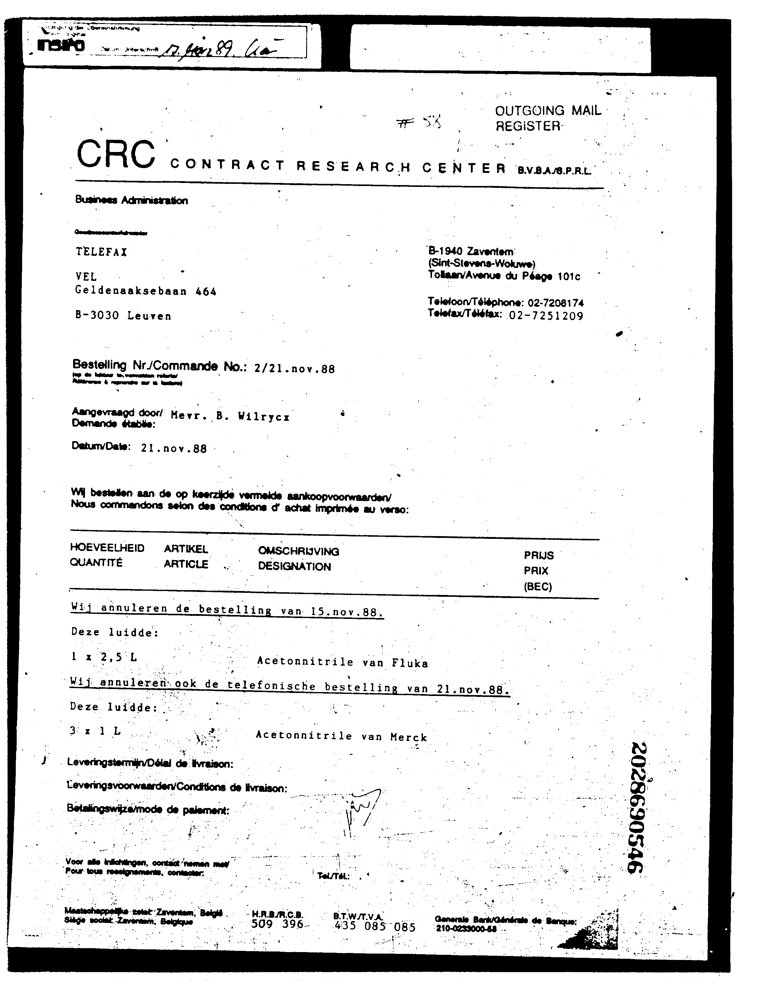 INSIFO
17. Jan 89.
OUTGOING MAIL
REGISTER
# 58
CRC CONTRACT RESEARCH CENTER B.V.B.A./S.P.R.L.
Business Administration
TELEFAX
VEL
Geldenaaksebaan 464
B-3030 Leuven
B-1940 Zaventem
(Sint-Stevens-Woluwe)
Tollaan/Avenue du Péage 101c
Telefoon/Téléphone: 02-7208174
Telefax/Téléfax: 02-7251209
Bestelling Nr./Commande No.: 2/21.nov.88
Référence à reprendre sur la facture)
Aangevraagd door/ Mevr. B. Wilrycx
Demande établie:
Datum/Date: 21.nov.88
Wij bestellen aan de op keerzijde vermelde aankoopvoorwaarden/
Nous commandons selon des conditions d' achat imprimée au verso:
HOEVEELHEID ARTIKEL OMSCHRIJVING PRIJS
QUANTITÉ ARTICLE DESIGNATION PRIX
(BEC)
Wij annuleren de bestelling van 15.nov.88.
Deze luidde:
1 x 2,5 L Acetonnitrile van Fluka
Wij annuleren ook de telefonische bestelling van 21.nov.88.
Deze luidde:
3 x 1 L Acetonnitrile van Merck
Leveringstermijn/Délai de livraison:
Leveringsvoorwaarden/Conditions de livraison:
Betalingswijze/mode de paiement:
Voor alle inlichtingen, contact nemen met/
Pour tous renseignements, contacter: Tel./Tél.:
Maatschappelijke zetel: Zaventem, België H.R.B./R.C.B. B.T.W./T.V.A. Generale Bank/Générale de Banque:
Siège social: Zaventem, Belgique 509 396 435 085 085 210-0233000-58
2028690546